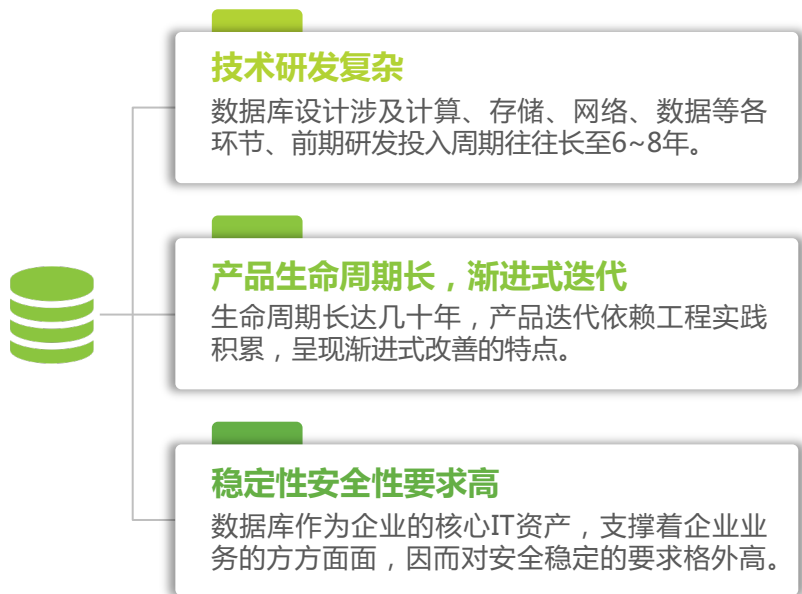 技术研发复杂
数据库设计涉及计算、存储、网络、数据等各
环节、前期研发投入周期往往长至6~8年。
产品生命周期长，渐进式迭代
生命周期长达几十年，产品迭代依赖工程实践
积累，呈现渐进式改善的特点。
稳定性安全性要求高
数据库作为企业的核心IT资产，支撑着企业业
务的方方面面，因而对安全稳定的要求格外高。